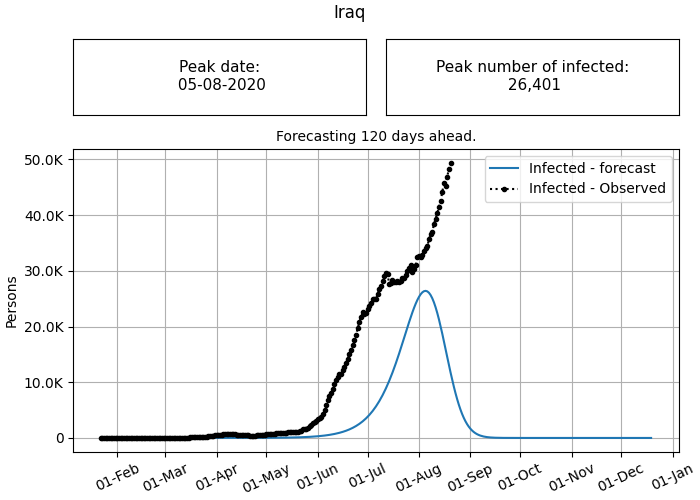 Iraq
Peak date:
05-08-2020
Peak number of infected:
26,401
Forecasting 120 days ahead.
50.0K
40.0K
30.0K
20.0K
10.0K
0
Persons
Infected - forecast
Infected - Observed
01-Feb
01-Mar
01-Apr
01-May
01-Jun
01-Jul
01-Aug
01-Sep
01-Oct
01-Nov
01-Dec
01-Jan